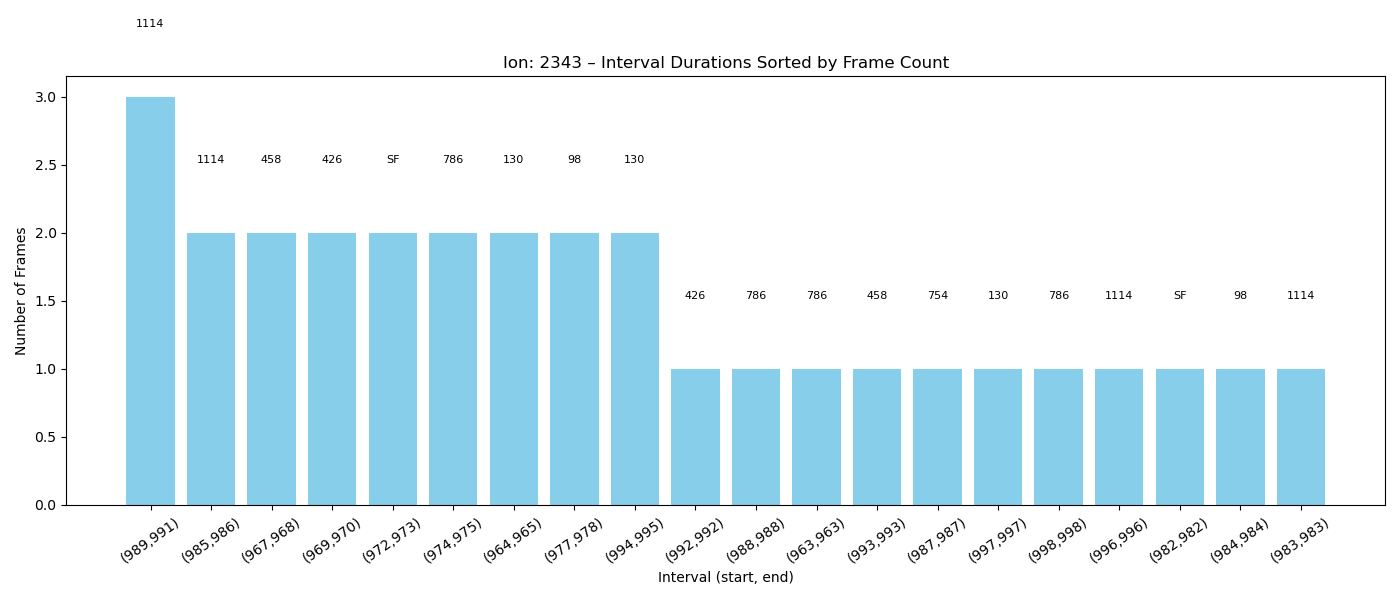 1114
Ion: 2343 – Interval Durations Sorted by Frame Count
3.0
2.5
2.0
1.5
1.0
0.5
0.0
Number of Frames
1114 458 426 SF 786 130 98 130
426 786 786 458 754 130 786 1114 SF 98 1114
(989,991) (985,986) (967,968) (969,970) (972,973) (974,975) (964,965) (977,978) (994,995) (992,992) (988,988) (963,963) (993,993) (987,987) (997,997) (998,998) (996,996) (982,982) (984,984) (983,983)
Interval (start, end)